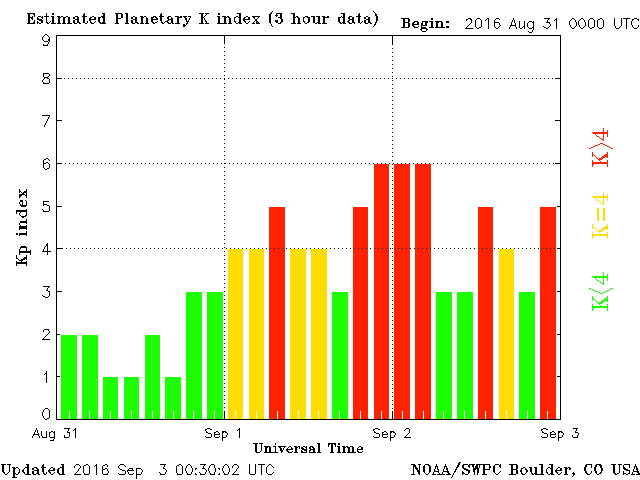 Estimated Planetary K index (3 hour data) Begin: 2016 Aug 31 0000 UTC
9
8
7
6
5
4
3
2
1
0
Kp index
K>4
K=4
K<4
Aug 31 Sep 1 Sep 2 Sep 3
Universal Time
Updated 2016 Sep 3 00:30:02 UTC NOAA/SWPC Boulder, CO USA